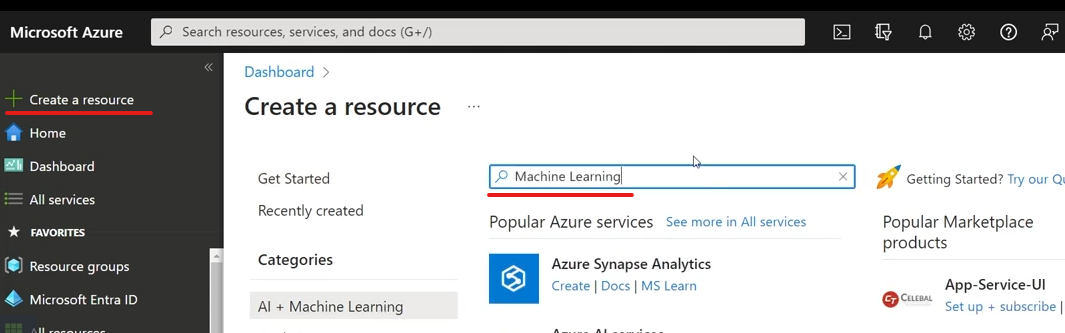 Microsoft Azure
Search resources, services, and docs (G+/)
Create a resource
Home
Dashboard
All services
FAVORITES
Resource groups
Microsoft Entra ID
All resources
Dashboard
Create a resource
...
Get Started
Recently created
Categories
AI + Machine Learning
Machine Learning
Popular Azure services See more in All services
Azure Synapse Analytics
Create | Docs | MS Learn
Azure AI services
Getting Started? Try our
Popular Marketplace
products
CELEBAL
App-Service-UI
Set up + subscribe |